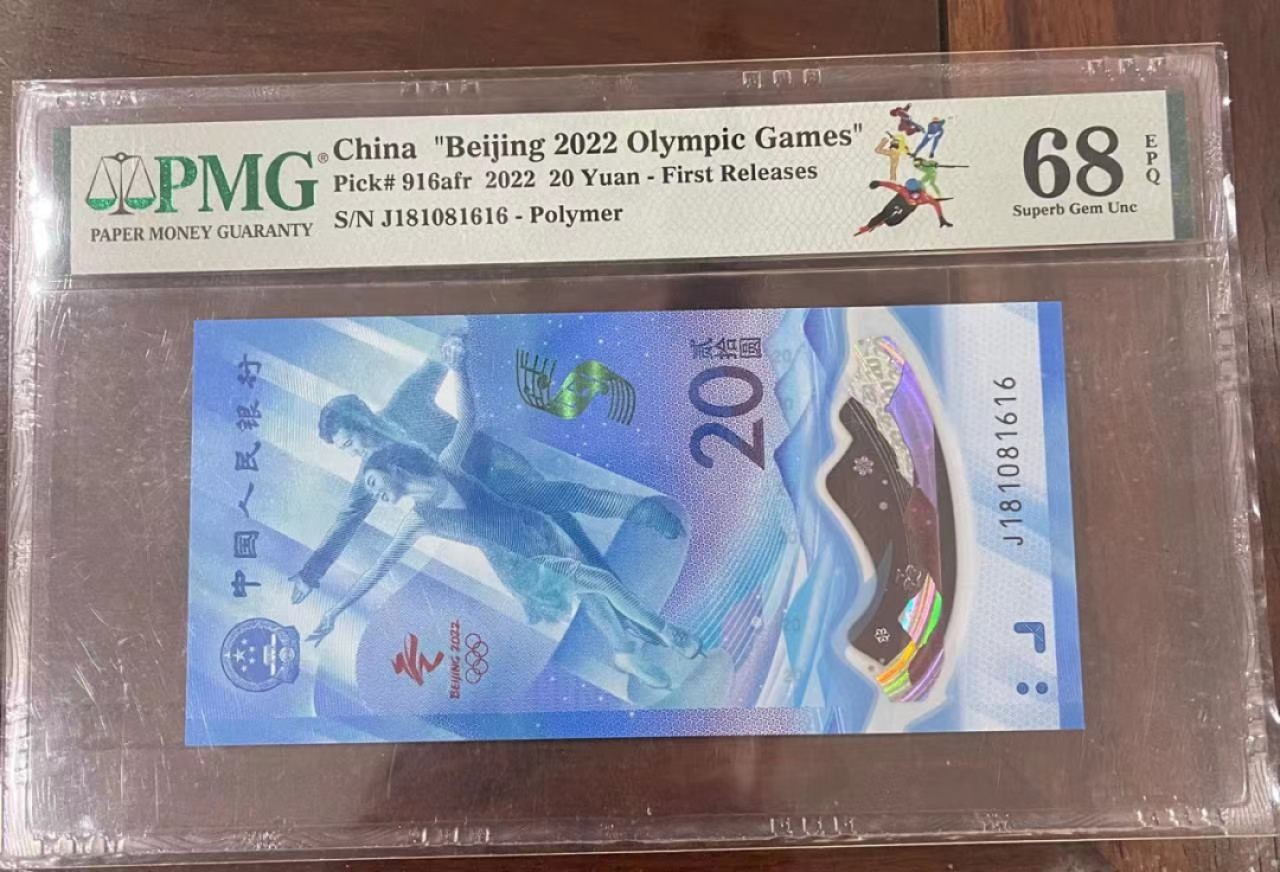 PMG®
PAPER MONEY GUARANTY
China "Beijing 2022 Olympic Games"
Pick# 916afr 2022 20 Yuan - First Releases
S/N J181081616 - Polymer
68
EPQ
Superb Gem Unc
中国人民银行
BEIJING 2022
贰拾圆
20
J181081616